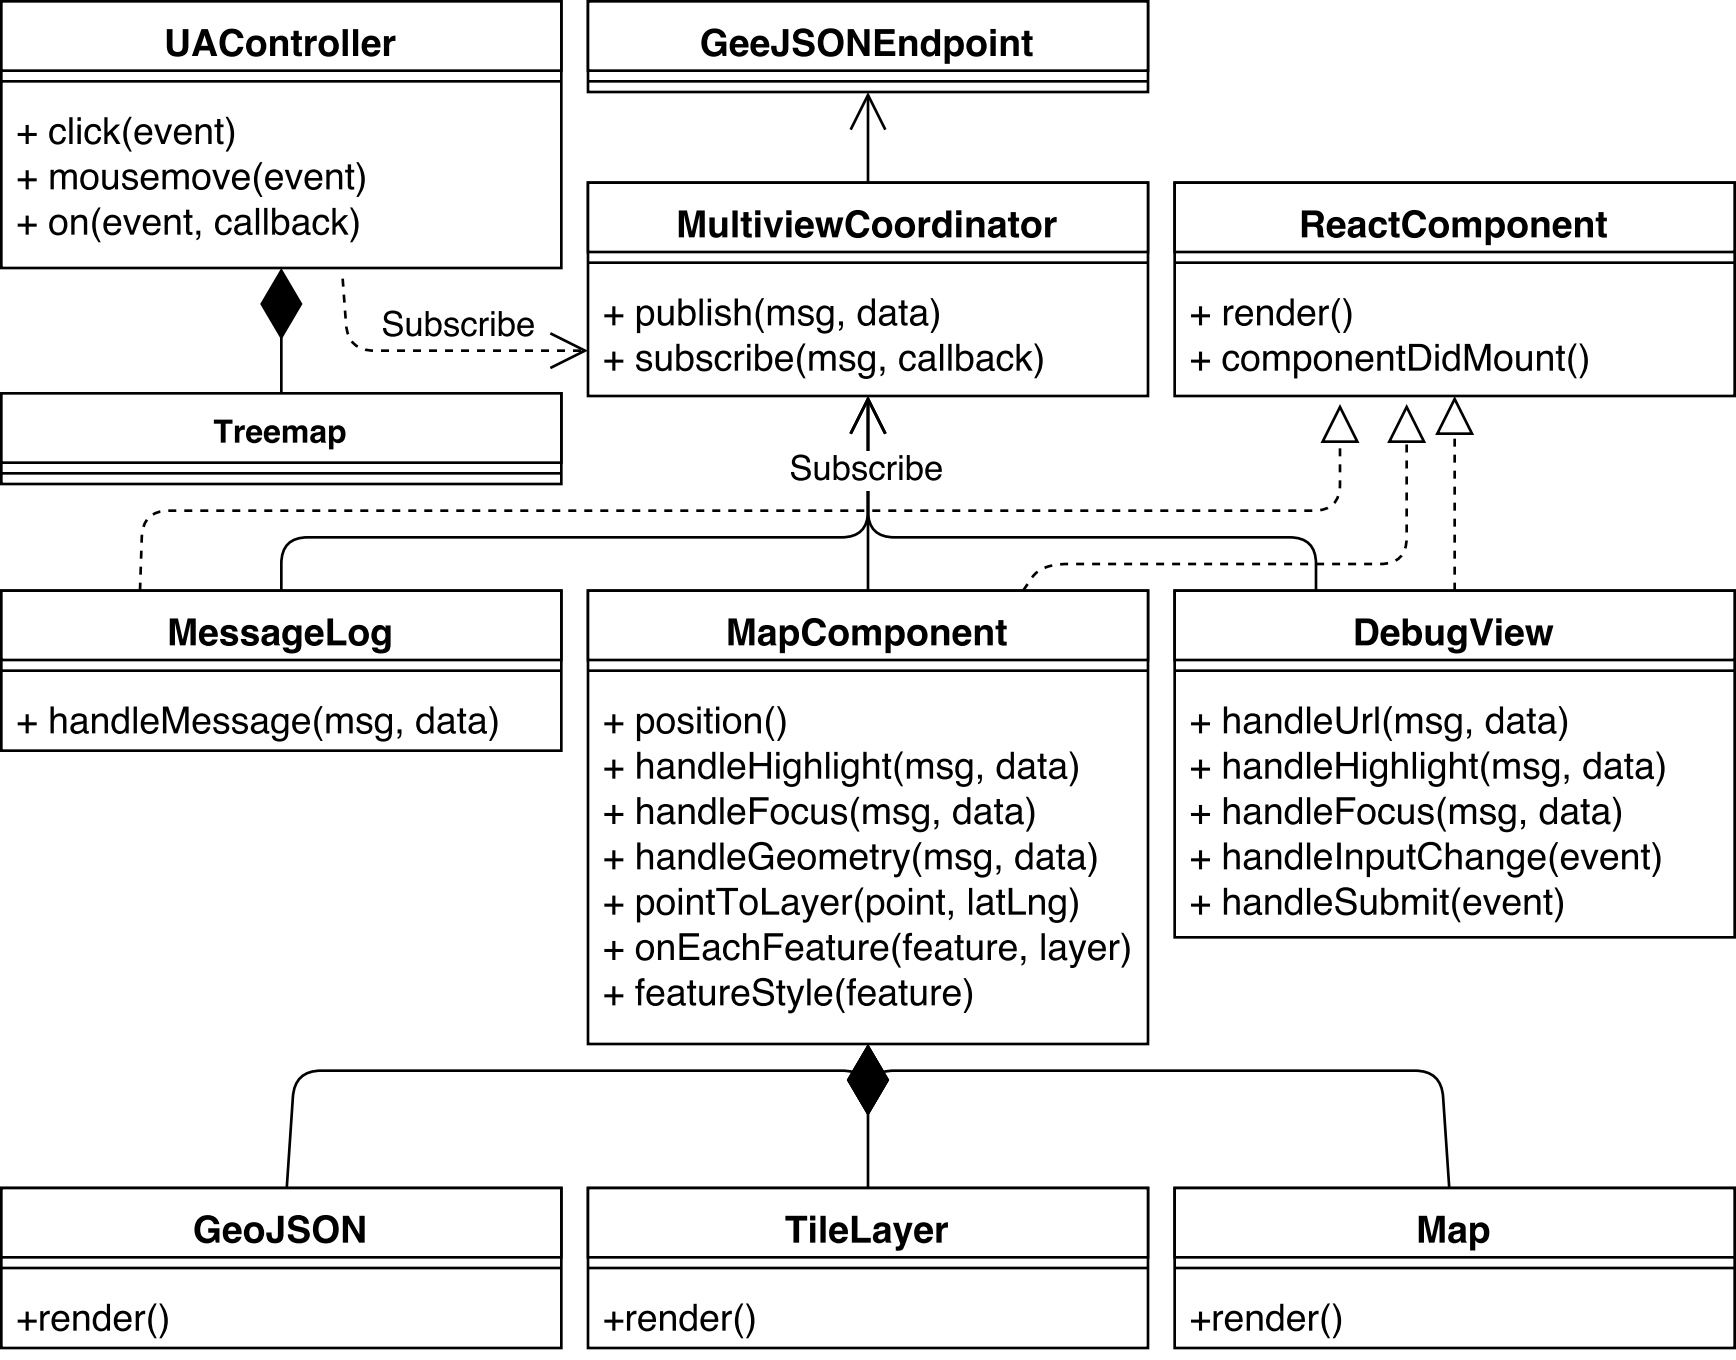 UAController
+ click(event)
+ mousemove(event)
+ on(event, callback)
GeeJSONEndpoint
MultiviewCoordinator
+ publish(msg, data)
+ subscribe(msg, callback)
ReactComponent
+ render()
+ componentDidMount()
Subscribe
Treemap
Subscribe
MessageLog
+ handleMessage(msg, data)
MapComponent
+ position()
+ handleHighlight(msg, data)
+ handleFocus(msg, data)
+ handleGeometry(msg, data)
+ pointToLayer(point, latLng)
+ onEachFeature(feature, layer)
+ featureStyle(feature)
DebugView
+ handleUrl(msg, data)
+ handleHighlight(msg, data)
+ handleFocus(msg, data)
+ handleInputChange(event)
+ handleSubmit(event)
GeoJSON
+render()
TileLayer
+render()
Map
+render()